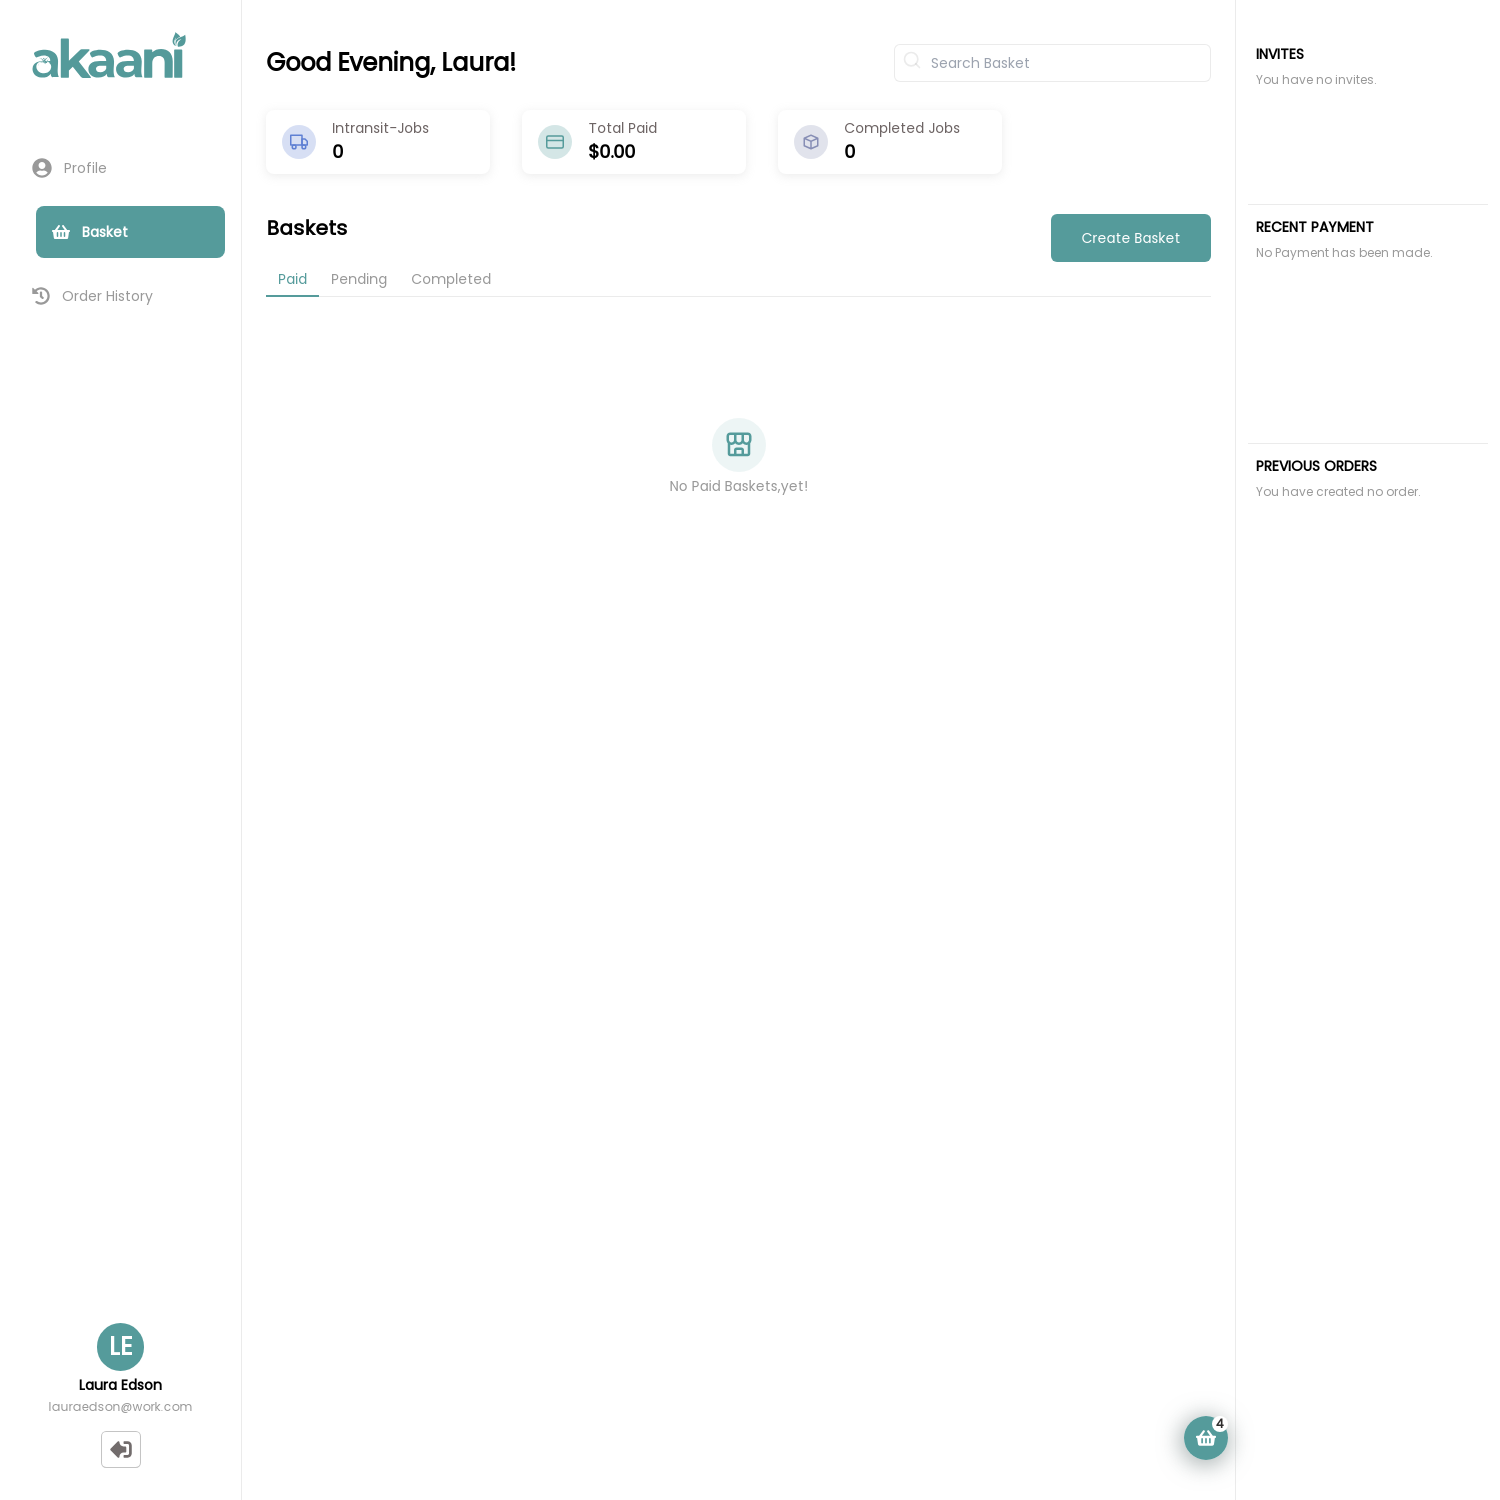 akaani
Profile
Basket
Order History
LE
Laura Edson
lauraedson@work.com
Good Evening, Laura!
Search Basket
Intransit-Jobs
0
Total Paid
$0.00
Completed Jobs
0
Baskets
Create Basket
Paid
Pending
Completed
No Paid Baskets,yet!
4
INVITES
You have no invites.
RECENT PAYMENT
No Payment has been made.
PREVIOUS ORDERS
You have created no order.